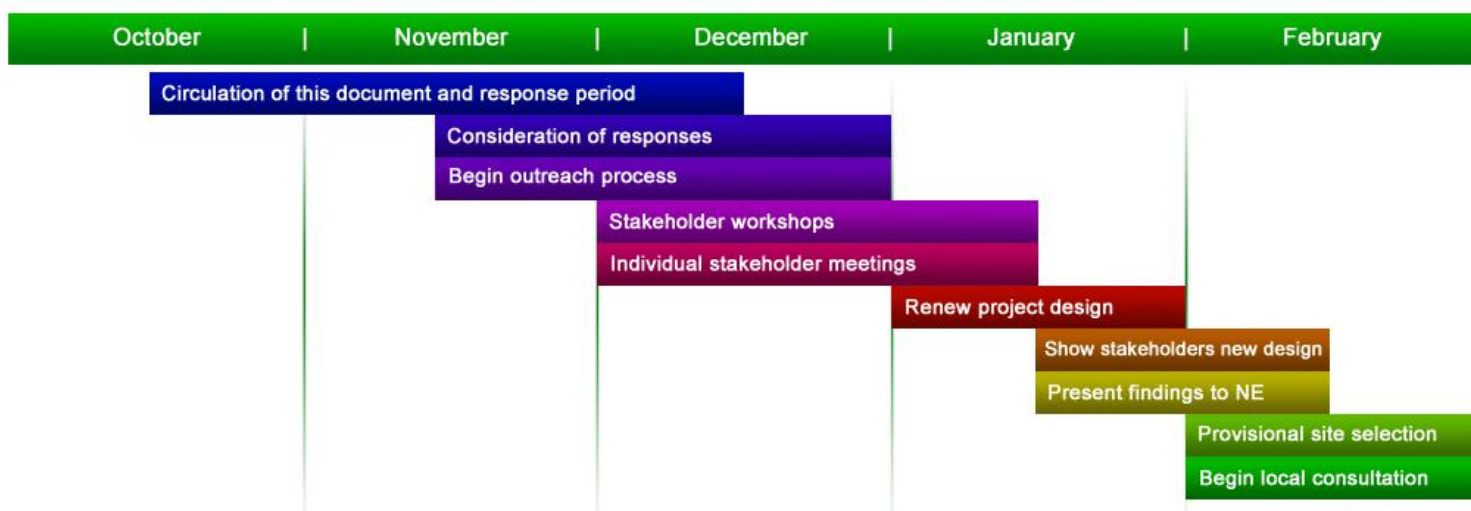 October | November | December | January | February
Circulation of this document and response period
Consideration of responses
Begin outreach process
Stakeholder workshops
Individual stakeholder meetings
Renew project design
Show stakeholders new design
Present findings to NE
Provisional site selection
Begin local consultation